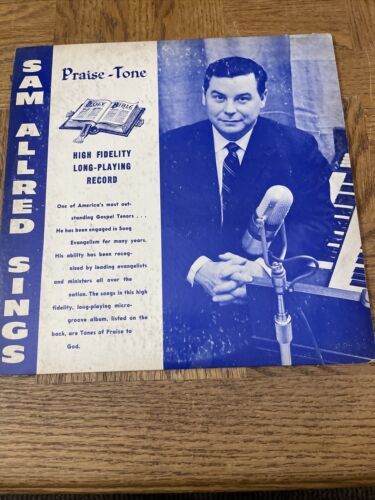 SAM ALLRED SINGS
Praise-Tone
HOLY BIBLE
HIGH FIDELITY
LONG-PLAYING
RECORD
One of America's most out-
standing Gospel Tenors . . .
He has been engaged in Song
Evangelism for many years.
His ability has been recog-
nized by leading evangelists
and ministers all over the
nation. The songs in this high
fidelity, long-playing micro-
groove album, listed on the
back, are Tones of Praise to
God.